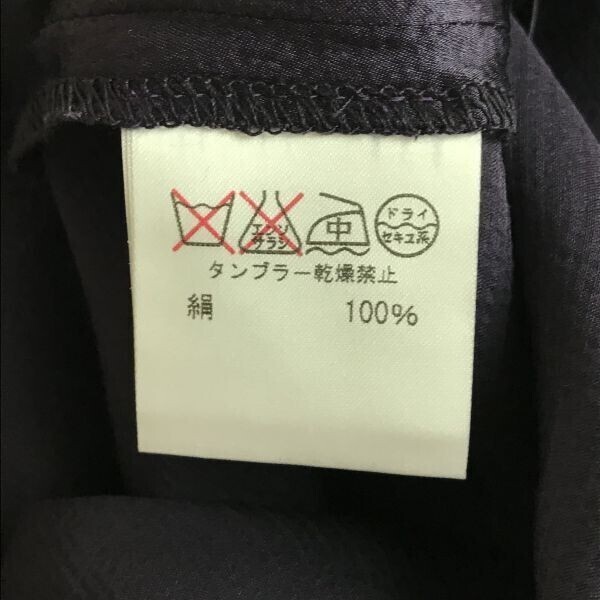 エンソ
サラシ
中
ドライ
セキユ系
タンブラー乾燥禁止
絹 100%